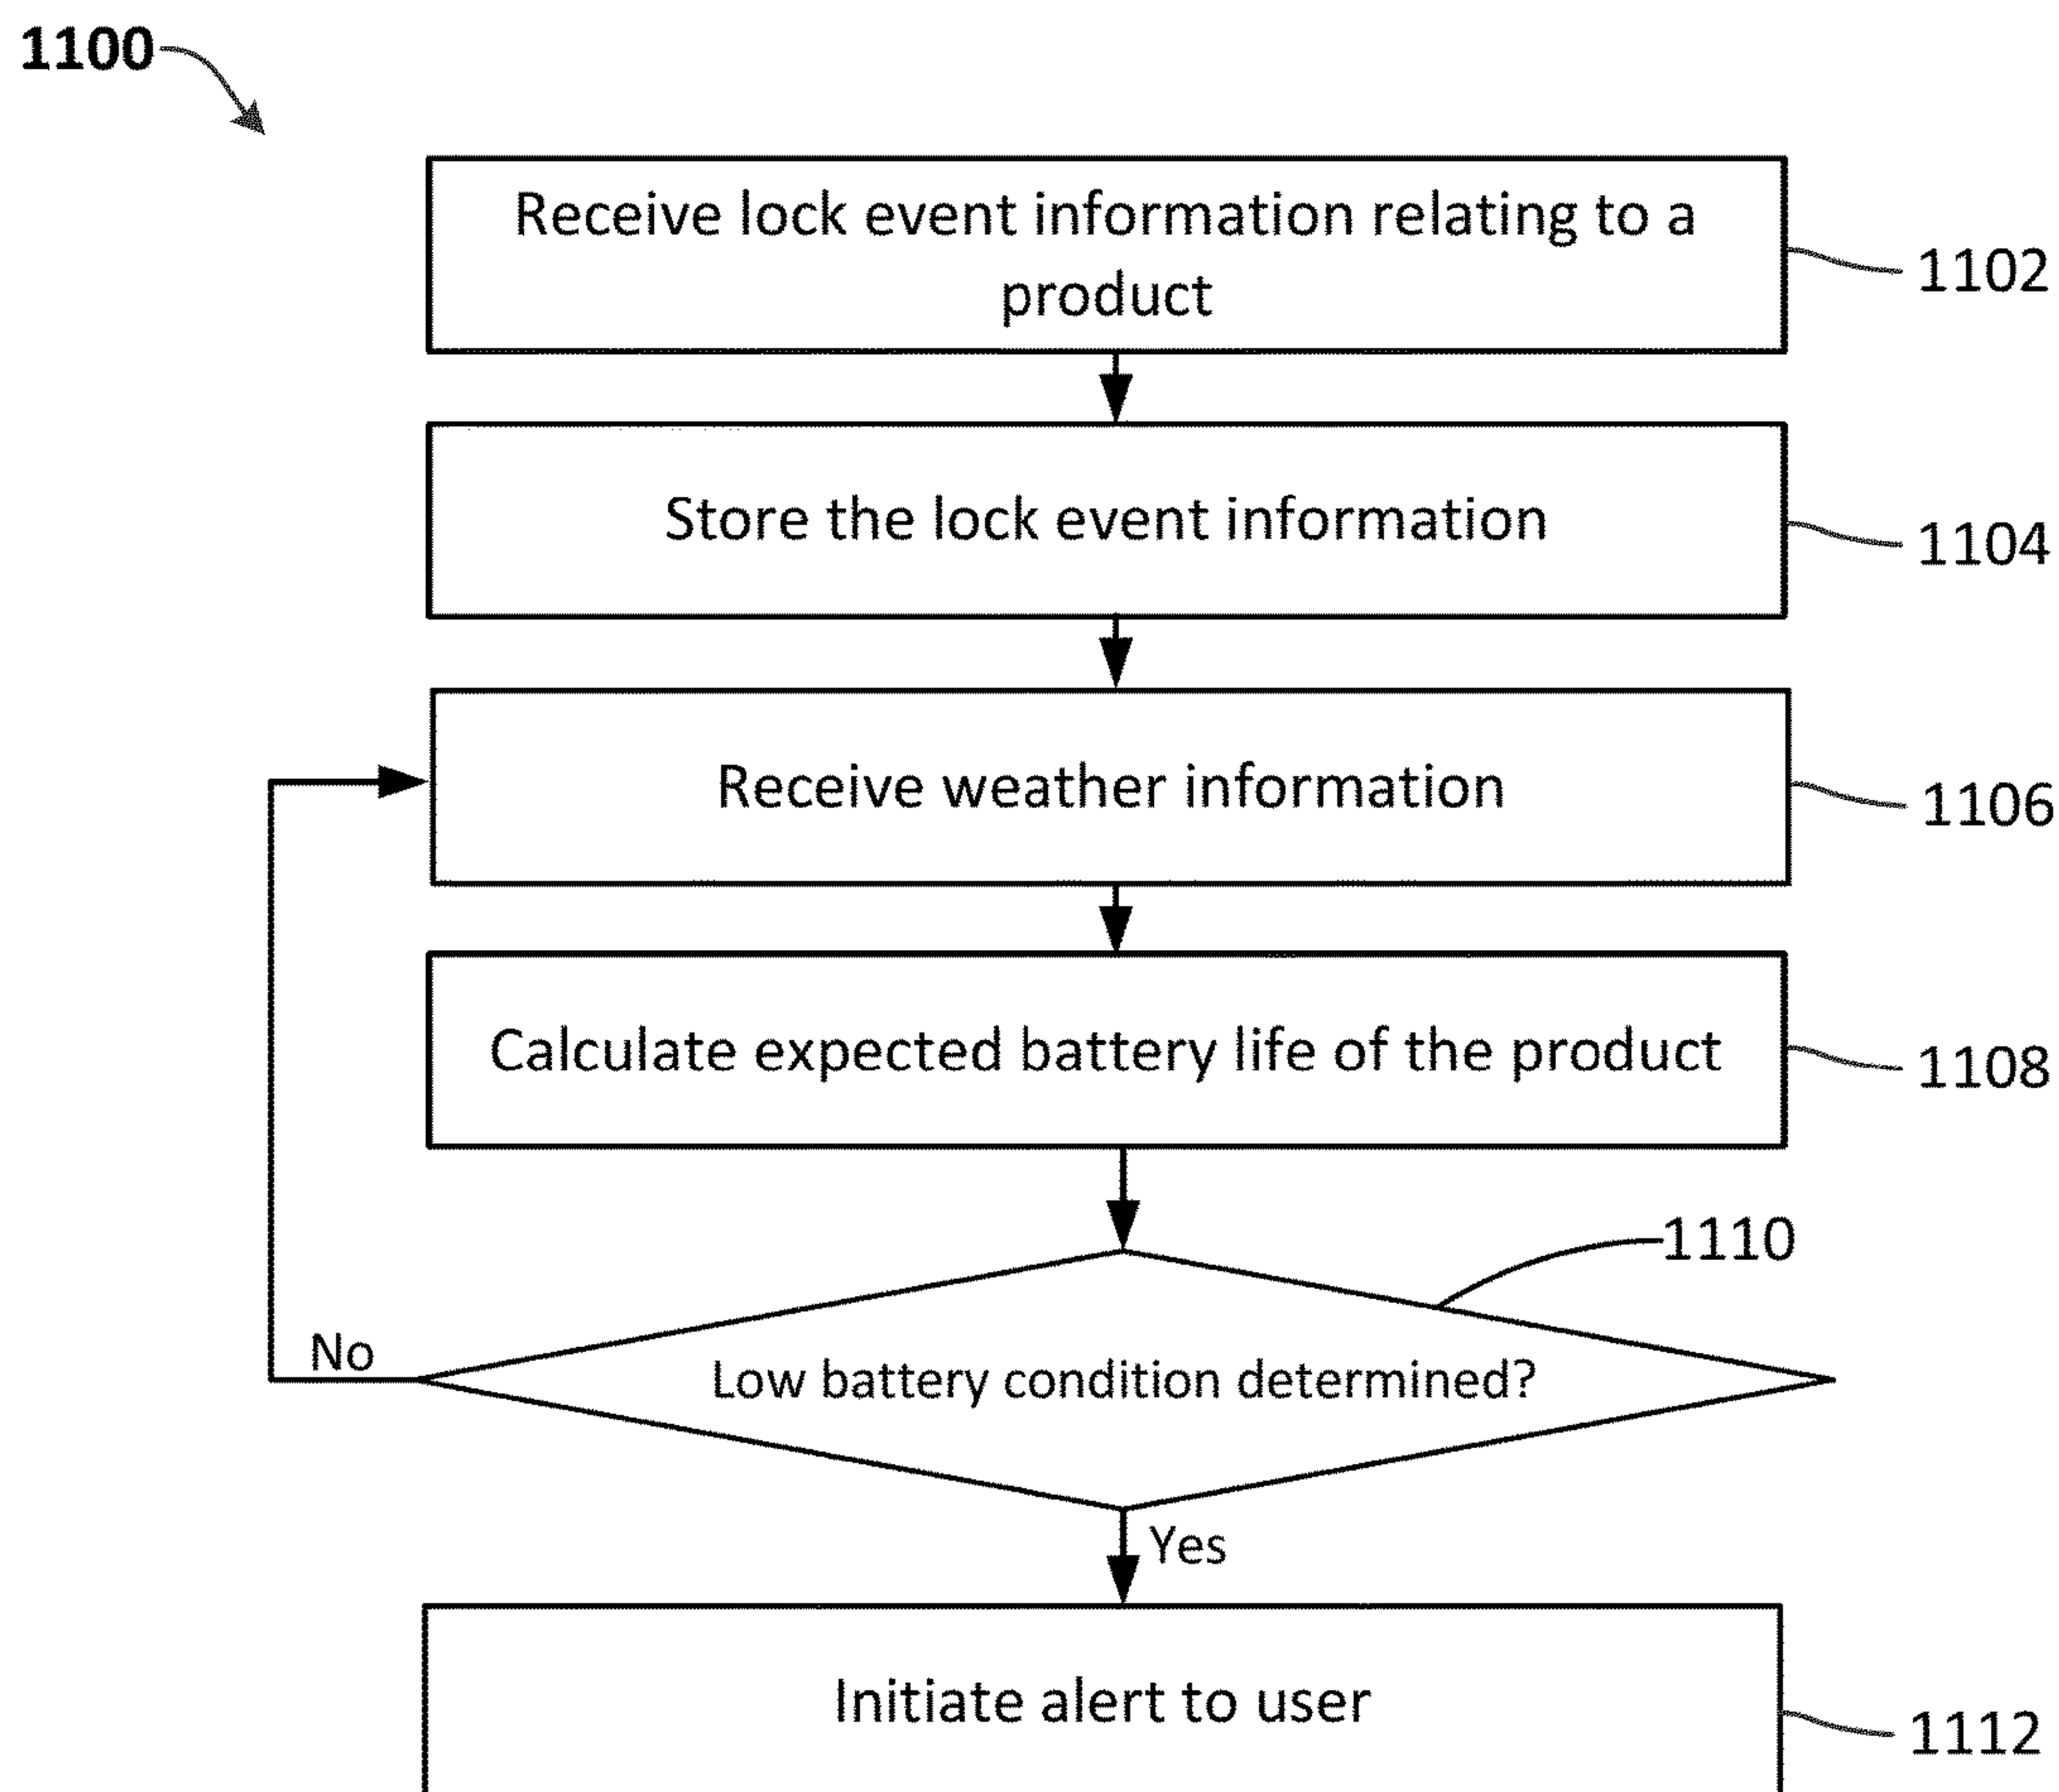 1100
Receive lock event information relating to a
product
1102
Store the lock event information
1104
Receive weather information
1106
Calculate expected battery life of the product
1108
1110
No
Low battery condition determined?
Yes
Initiate alert to user
1112